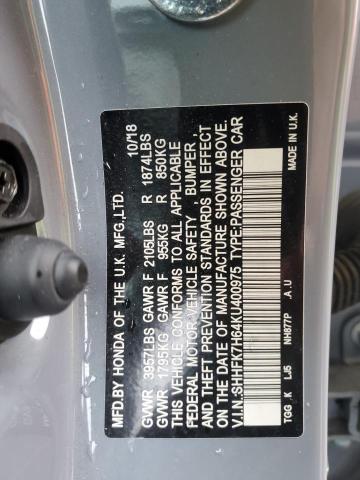 MFD.BY HONDA OF THE U.K. MFG.,LTD. 10/18
GVWR 3957LBS GAWR F 2105LBS R 1874LBS
GVWR 1795KG GAWR F 955KG R 850KG
THIS VEHICLE CONFORMS TO ALL APPLICABLE
FEDERAL MOTOR VEHICLE SAFETY, BUMPER,
AND THEFT PREVENTION STANDARDS IN EFFECT
ON THE DATE OF MANUFACTURE SHOWN ABOVE.
V.I.N.:SHHFK7H64KU400975 TYPE:PASSENGER CAR
TGG K LJ5 NH877P A U MADE IN U.K.